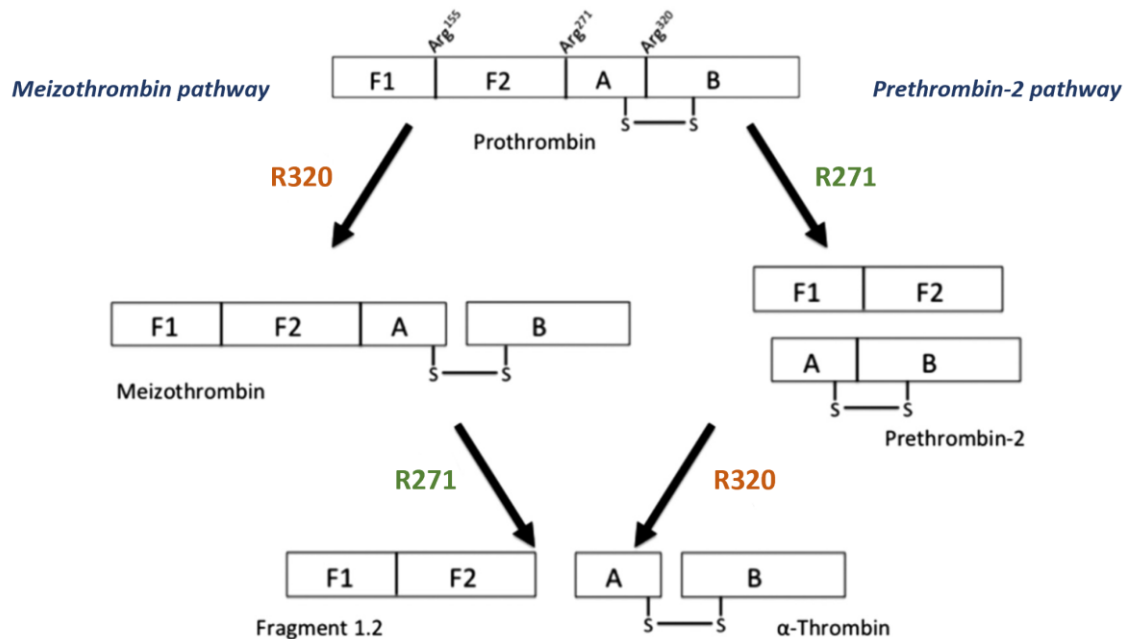 Arg155
Arg271
Arg320
F1 F2 A B
Meizothrombin pathway
Prethrombin-2 pathway
S S
Prothrombin
R320
R271
F1 F2
F1 F2 A B
A B
S S
Meizothrombin
S S
Prethrombin-2
R271
R320
F1 F2 A B
Fragment 1.2
S S
α-Thrombin